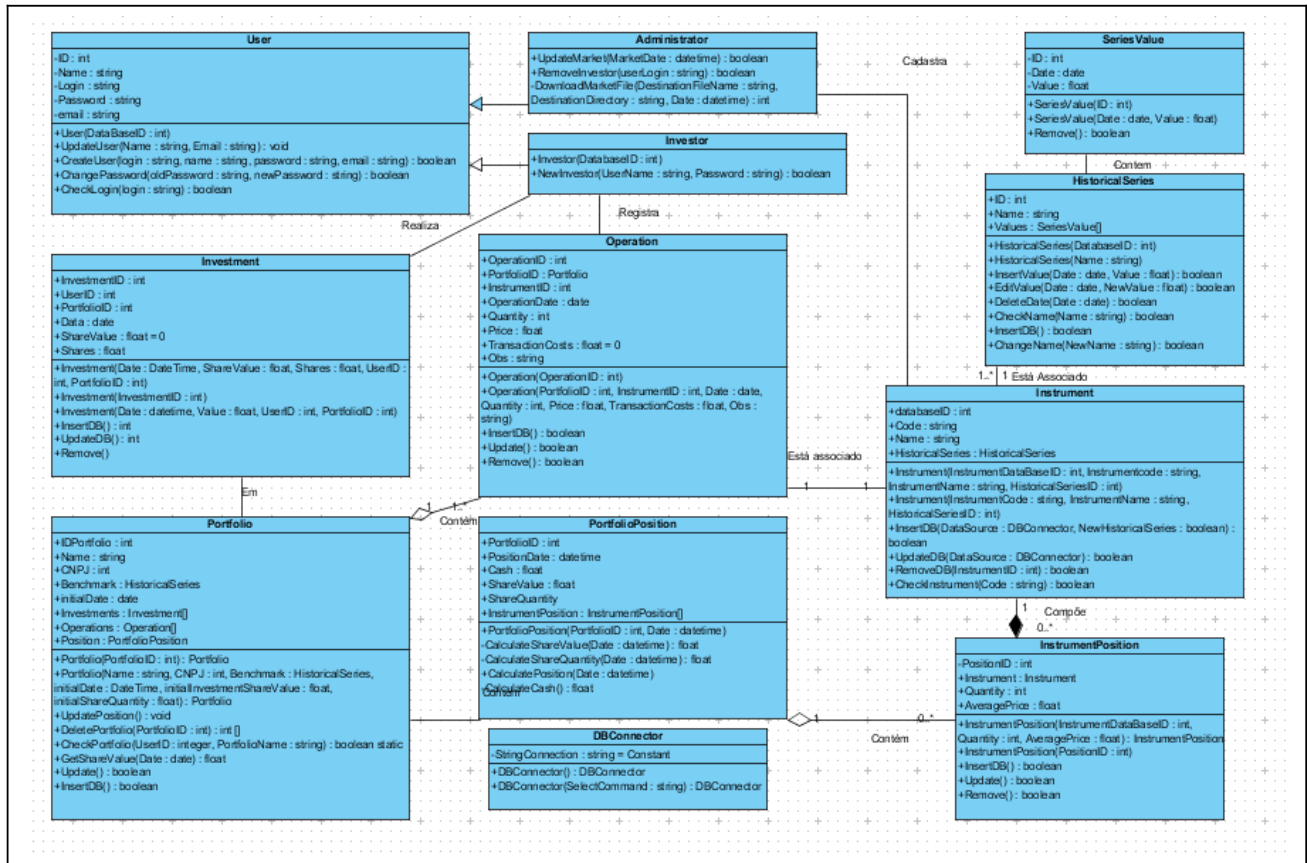 User
-ID : int
-Name : string
-Login : string
-Password : string
-email : string
+User(DataBaseID : int)
+UpdateUser(Name : string, Email : string) : void
+CreateUser(login : string, name : string, password : string, email : string) : boolean
+ChangePassword(oldPassword : string, newPassword : string) : boolean
+CheckLogin(login : string) : boolean
Administrator
+UpdateMarket(MarketDate : datetime) : boolean
+RemoveInvestor(userLogin : string) : boolean
-DownloadMarketFile(DestinationFileName : string,
DestinationDirectory : string, Date : datetime) : int
Cadastra
SeriesValue
-ID : int
-Date : date
-Value : float
+SeriesValue(ID : int)
+SeriesValue(Date : date, Value : float)
+Remove() : boolean
Contem
Investor
+Investor(DatabaseID : int)
+NewInvestor(UserName : string, Password : string) : boolean
Realiza
Registra
HistoricalSeries
+ID : int
+Name : string
+Values : SeriesValue[]
+HistoricalSeries(DatabaseID : int)
+HistoricalSeries(Name : string)
+InsertValue(Date : date, Value : float) : boolean
+EditValue(Date : date, NewValue : float) : boolean
+DeleteDate(Date : date) : boolean
+CheckName(Name : string) : boolean
+InsertDB() : boolean
+ChangeName(NewName : string) : boolean
1..* 1 Está Associado
Investment
+InvestmentID : int
+UserID : int
+PortfolioID : int
+Data : date
+ShareValue : float = 0
+Shares : float
+Investment(Date : DateTime, ShareValue : float, Shares : float, UserID :
int, PortfolioID : int)
+Investment(InvestmentID : int)
+Investment(Date : datetime, Value : float, UserID : int, PortfolioID : int)
+InsertDB() : int
+UpdateDB() : int
+Remove()
Em
Operation
+OperationID : int
+PortfolioID : Portfolio
+InstrumentID : int
+OperationDate : date
+Quantity : int
+Price : float
+TransactionCosts : float = 0
+Obs : string
+Operation(OperationID : int)
+Operation(PortfolioID : int, InstrumentID : int, Date : date,
Quantity : int, Price : float, TransactionCosts : float, Obs :
string)
+InsertDB() : boolean
+Update() : boolean
+Remove() : boolean
Está associado
1 1
1 1..*
Contém
Instrument
+databaseID : int
+Code : string
+Name : string
+HistoricalSeries : HistoricalSeries
+Instrument(InstrumentDataBaseID : int, Instrumentcode : string,
InstrumentName : string, HistoricalSeriesID : int)
+Instrument(InstrumentCode : string, InstrumentName : string,
HistoricalSeriesID : int)
+InsertDB(DataSource : DBConnector, NewHistoricalSeries : boolean) :
boolean
+UpdateDB(DataSource : DBConnector) : boolean
+RemoveDB(InstrumentID : int) : boolean
+CheckInstrument(Code : string) : boolean
1 Compõe
0..*
Portfolio
+IDPortfolio : int
+Name : string
+CNPJ : int
+Benchmark : HistoricalSeries
+initialDate : date
+Investments : Investment[]
+Operations : Operation[]
+Position : PortfolioPosition
+Portfolio(PortfolioID : int) : Portfolio
+Portfolio(Name : string, CNPJ : int, Benchmark : HistoricalSeries,
initialDate : DateTime, initialInvestmentShareValue : float,
initialShareQuantity : float) : Portfolio
+UpdatePosition() : void
+DeletePortfolio(PortfolioID : int) : int []
+CheckPortfolio(UserID : integer, PortfolioName : string) : boolean static
+GetShareValue(Date : date) : float
+Update() : boolean
+InsertDB() : boolean
PortfolioPosition
+PortfolioID : int
+PositionDate : datetime
+Cash : float
+ShareValue : float
+ShareQuantity
+InstrumentPosition : InstrumentPosition[]
+PortfolioPosition(PortfolioID : int, Date : datetime)
-CalculateShareValue(Date : datetime) : float
-CalculateShareQuantity(Date : datetime) : float
+CalculatePosition(Date : datetime)
-CalculateCash() : float
Contém
1 0..*
Contém
DBConnector
-StringConnection : string = Constant
+DBConnector() : DBConnector
+DBConnector(SelectCommand : string) : DBConnector
InstrumentPosition
-PositionID : int
+Instrument : Instrument
+Quantity : int
+AveragePrice : float
+InstrumentPosition(InstrumentDataBaseID : int,
Quantity : int, AveragePrice : float) : InstrumentPosition
+InstrumentPosition(PositionID : int)
+InsertDB() : boolean
+Update() : boolean
+Remove() : boolean